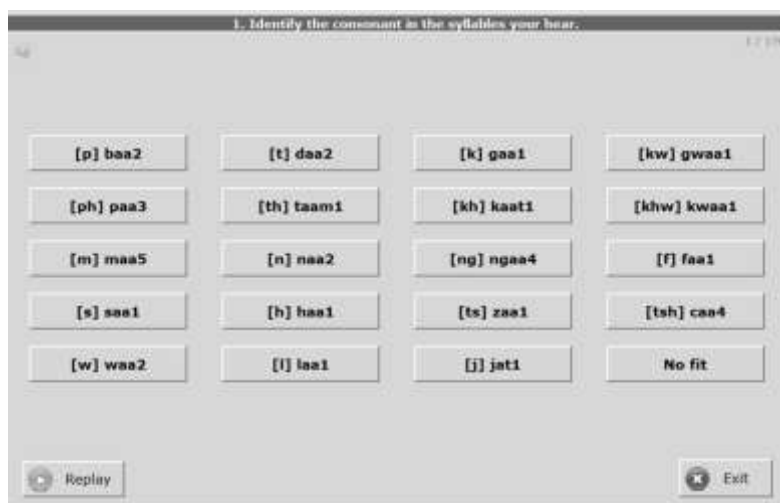 1. Identify the consonant in the syllables your hear.
[p] baa2 [t] daa2 [k] gaa1 [kw] gwaa1
[ph] paa3 [th] taam1 [kh] kaat1 [khw] kwaa1
[m] maa5 [n] naa2 [ng] ngaa4 [f] faa1
[s] saa1 [h] haa1 [ts] zaa1 [tsh] caa4
[w] waa2 [l] laa1 [j] jat1 No fit
Replay Exit